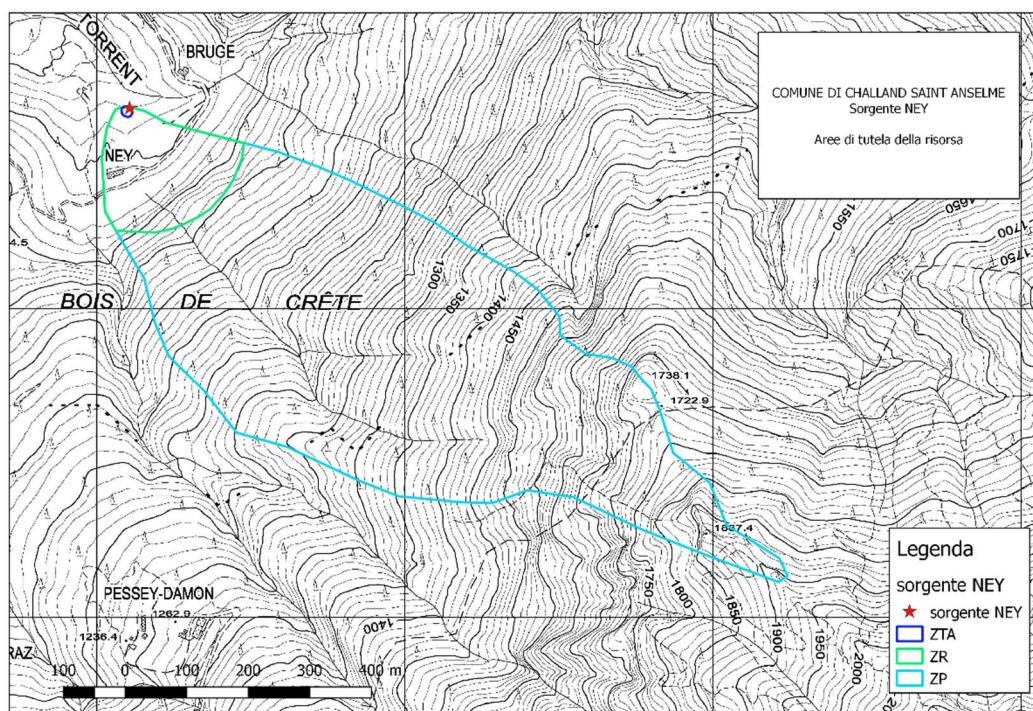 TORRENT
BRUGE
COMUNE DI CHALLAND SAINT ANSELME
Sorgente NEY
Aree di tutela della risorsa
NEY
1550
1650
1700
1750
4.5
BOIS DE CRÊTE
1300
1350
1400
1450
1738.1
1722.9
PESSEY-DAMON
1262.9
1236.4
RAZ
1400
1750
1800
1850
1900
1950
2000
100 0 100 200 300 400 m
Legenda
sorgente NEY
sorgente NEY
ZTA
ZR
ZP